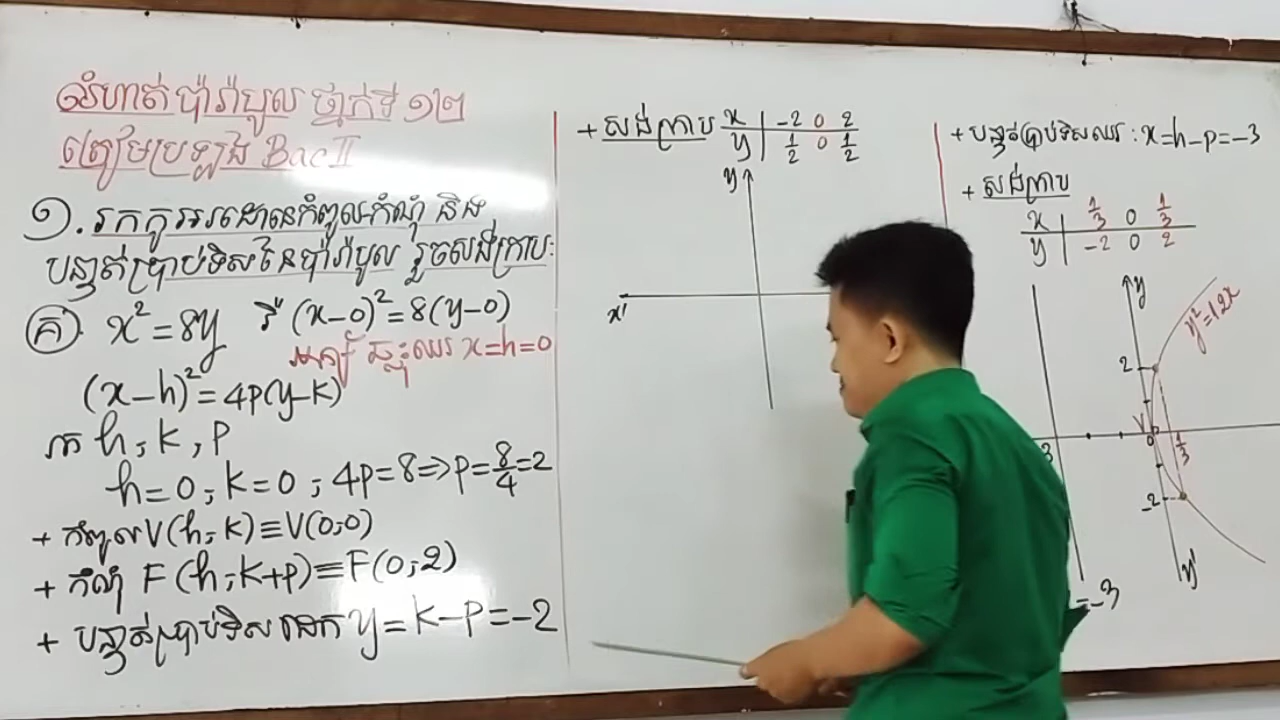 លំហាត់ ប៉ារ៉ាបូល ថ្នាក់ទី ១២
ត្រៀមប្រឡង Bac II
១. រកកូអរដោនេកំពូល កំណុំ និង
បន្ទាត់ប្រាប់ទិសនៃប៉ារ៉ាបូល រួចសង់ក្រាប:
គ. x² = 8y ឬ (x-0)² = 8(y-0)
អ័ក្សឆ្លុះឈរ x=h=0
(x-h)² = 4p(y-k)
រក h, k, p
h=0, k=0, 4p=8 ⇒ p=8/4=2
+ កំពូល V(h, k) ≡ V(0,0)
+ កំណុំ F(h, k+p) ≡ F(0,2)
+ បន្ទាត់ប្រាប់ទិសដេក y=k-p=-2
+ សង់ក្រាប
x | -2 0 2
y | 1/2 0 1/2
y
x'
+ បន្ទាត់ប្រាប់ទិសឈរ : x=h-p=-3
+ សង់ក្រាប
x | 1/3 0 1/3
y | -2 0 2
y
y²=12x
2
V
0
1/3
3
-2
y'
=-3